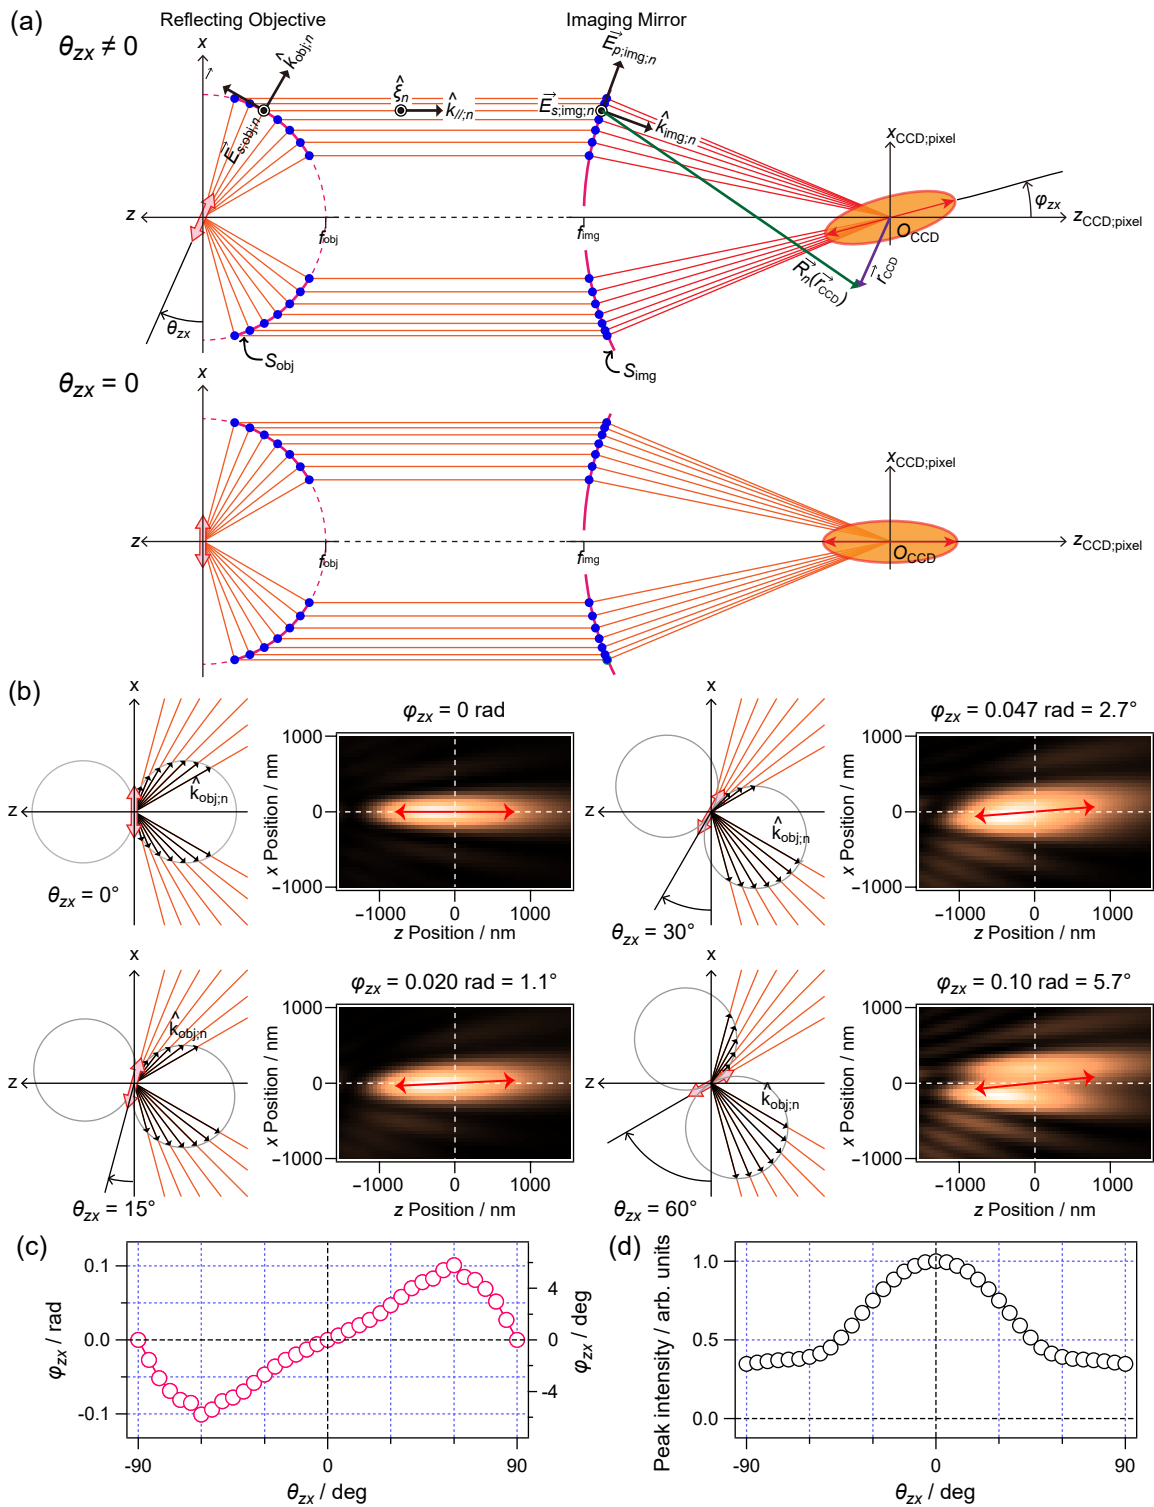 (a)
Reflecting Objective
Imaging Mirror
θzx ≠ 0
x
k̂obj;n
E⃗p;img;n
E⃗s;obj;n
ξ̂n
k̂//;n
E⃗s;img;n
k̂img;n
xCCD;pixel
φzx
z
fobj
fimg
OCCD
zCCD;pixel
R⃗n(r⃗CCD)
r⃗CCD
θzx
Sobj
Simg
θzx = 0
x
xCCD;pixel
z
fobj
fimg
OCCD
zCCD;pixel
(b)
x
z
k̂obj;n
θzx = 0°
φzx = 0 rad
x Position / nm
1000
0
−1000
−1000 0 1000
z Position / nm
x
z
k̂obj;n
θzx = 30°
φzx = 0.047 rad = 2.7°
x Position / nm
1000
0
−1000
−1000 0 1000
z Position / nm
x
z
k̂obj;n
θzx = 15°
φzx = 0.020 rad = 1.1°
x Position / nm
1000
0
−1000
−1000 0 1000
z Position / nm
x
z
k̂obj;n
θzx = 60°
φzx = 0.10 rad = 5.7°
x Position / nm
1000
0
−1000
−1000 0 1000
z Position / nm
(c)
φzx / rad
0.1
0.0
-0.1
4
0
-4
φzx / deg
-90 0 90
θzx / deg
(d)
Peak intensity / arb. units
1.0
0.5
0.0
-90 0 90
θzx / deg